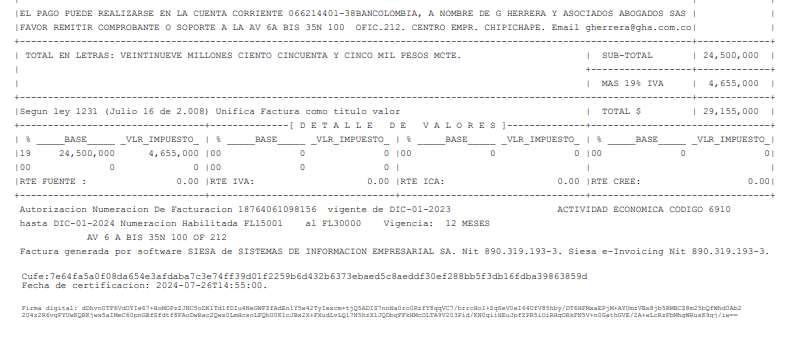 EL PAGO PUEDE REALIZARSE EN LA CUENTA CORRIENTE 066214401-38BANCOLOMBIA, A NOMBRE DE G HERRERA Y ASOCIADOS ABOGADOS SAS
FAVOR REMITIR COMPROBANTE O SOPORTE A LA AV 6A BIS 35N 100 OFIC.212. CENTRO EMPR. CHIPICHAPE. Email gherrera@gha.com.co
TOTAL EN LETRAS: VEINTINUEVE MILLONES CIENTO CINCUENTA Y CINCO MIL PESOS MCTE. | SUB-TOTAL | 24,500,000
MAS 19% IVA | 4,655,000
Segun ley 1231 (Julio 16 de 2.008) Unifica Factura como titulo valor | TOTAL $ | 29,155,000
[ D E T A L L E D E V A L O R E S ]
% _____BASE_____ _VLR_IMPUESTO_| % _____BASE_____ _VLR_IMPUESTO_| % _____BASE_____ _VLR_IMPUESTO_| % _____BASE_____ _VLR_IMPUESTO_
19 24,500,000 4,655,000 |00 0 0 |00 0 0 |00 0 0
00 0 0 |00 0 0
RTE FUENTE : 0.00 |RTE IVA: 0.00 |RTE ICA: 0.00 |RTE CREE: 0.00
Autorizacion Numeracion De Facturacion 18764061098156 vigente de DIC-01-2023 ACTIVIDAD ECONOMICA CODIGO 6910
hasta DIC-01-2024 Numeracion Habilitada FL15001 al FL30000 Vigencia: 12 MESES
AV 6 A BIS 35N 100 OF 212
Factura generada por software SIESA de SISTEMAS DE INFORMACION EMPRESARIAL SA. Nit 890.319.193-3. Siesa e-Invoicing Nit 890.319.193-3.
Cufe:7e64fa5a0f08da654e3afdaba7c3e74ff39d01f2259b6d432b6373ebaed5c8aeddf30ef288bb5f3db16fdba39863859d
Fecha de certificacion: 2024-07-26T14:55:00.
Firma digital: